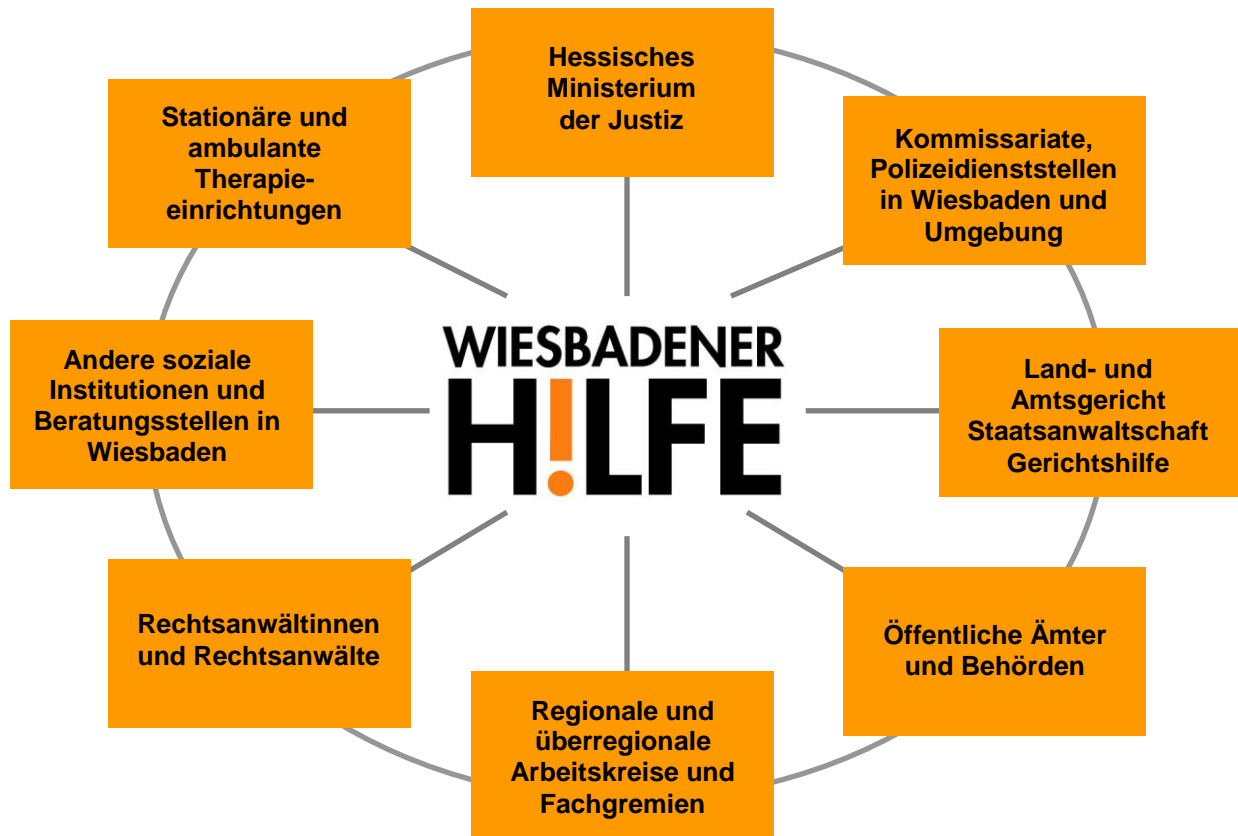 Hessisches
Ministerium
der Justiz
Stationäre und
ambulante
Therapie-
einrichtungen
Kommissariate,
Polizeidienststellen
in Wiesbaden und
Umgebung
WIESBADENER
H!LFE
Andere soziale
Institutionen und
Beratungsstellen in
Wiesbaden
Land- und
Amtsgericht
Staatsanwaltschaft
Gerichtshilfe
Rechtsanwältinnen
und Rechtsanwälte
Öffentliche Ämter
und Behörden
Regionale und
überregionale
Arbeitskreise und
Fachgremien